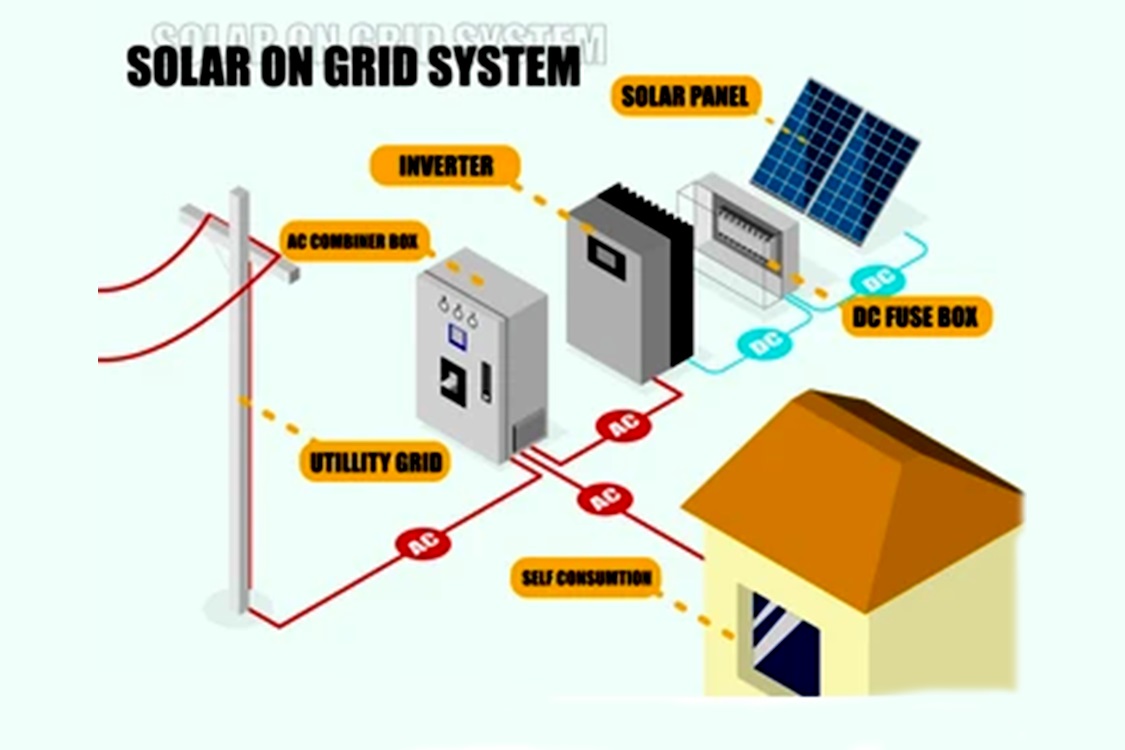 SOLAR ON GRID SYSTEM
SOLAR ON GRID SYSTEM
SOLAR PANEL
INVERTER
AC COMBINER BOX
DC
DC FUSE BOX
DC
AC
UTILLITY GRID
AC
AC
SELF CONSUMTION